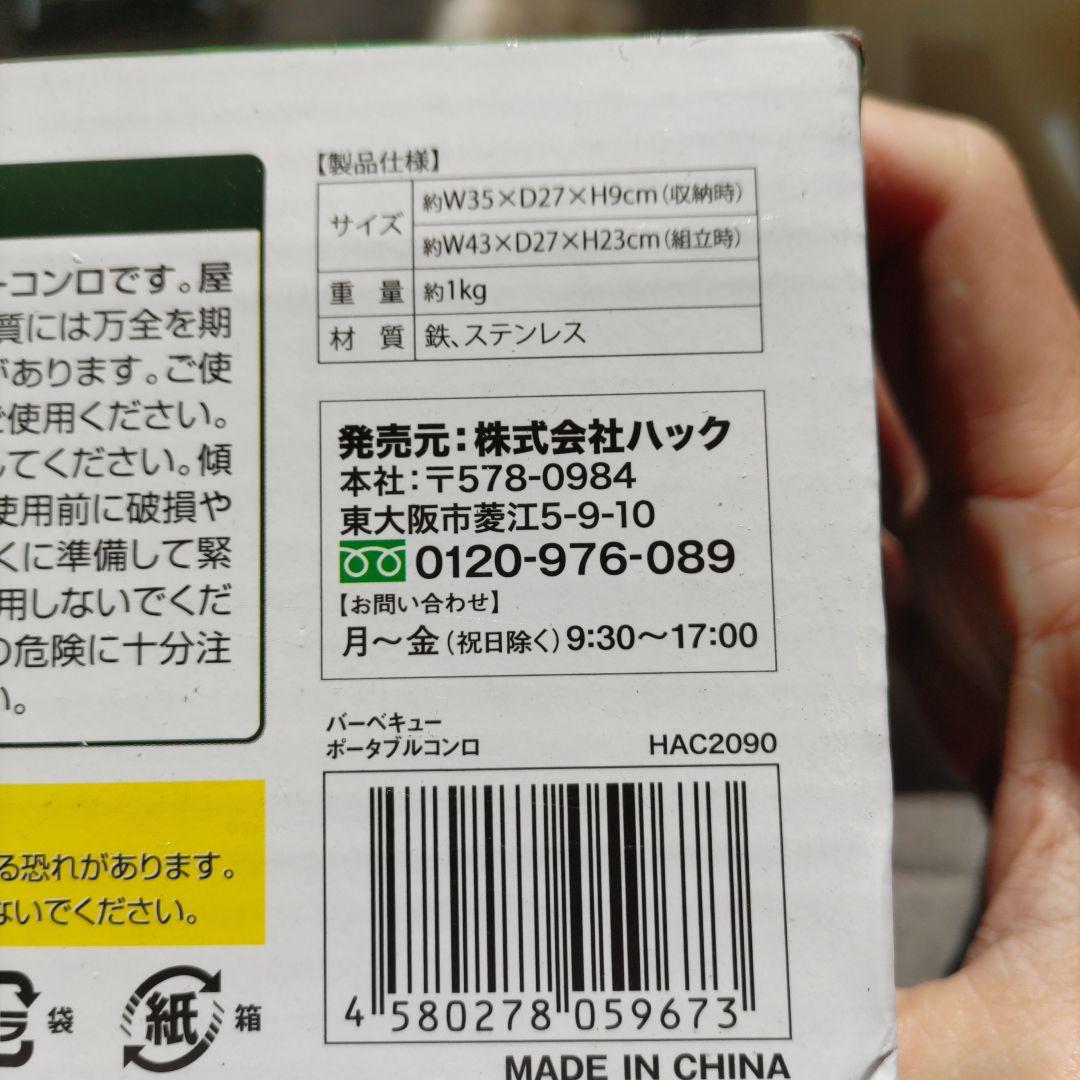 【製品仕様】
サイズ 約W35×D27×H9cm(収納時)
約W43×D27×H23cm(組立時)
重量 約1kg
材質 鉄、ステンレス
ーコンロです。屋
質には万全を期
があります。ご使
ご使用ください。
してください。傾
使用前に破損や
くに準備して緊
用しないでくだ
の危険に十分注
い。
発売元:株式会社ハック
本社:〒578-0984
東大阪市菱江5-9-10
0120-976-089
【お問い合わせ】
月～金(祝日除く)9:30～17:00
バーベキュー
ポータブルコンロ HAC2090
4 580278 059673
MADE IN CHINA
る恐れがあります。
ないでください。
袋
紙 箱